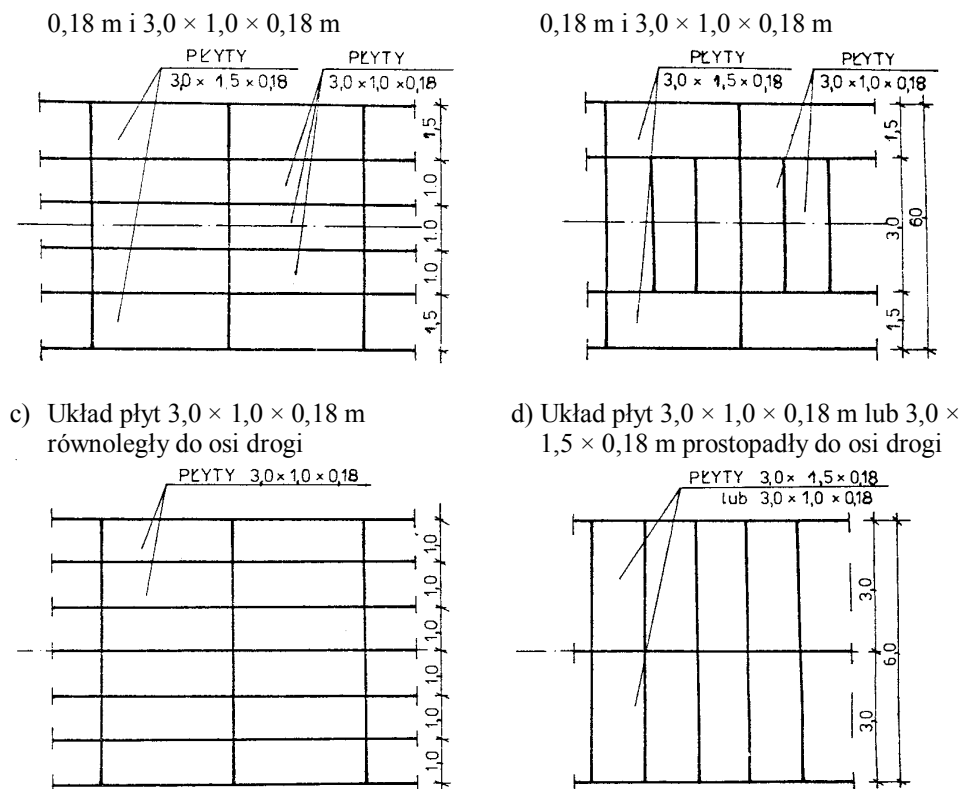 0,18 m i 3,0 × 1,0 × 0,18 m
PŁYTY
3,0 × 1,5 × 0,18
PŁYTY
3,0 × 1,0 × 0,18
1,5
1,0
1,0
1,0
1,5
0,18 m i 3,0 × 1,0 × 0,18 m
PŁYTY
3,0 × 1,5 × 0,18
PŁYTY
3,0 × 1,0 × 0,18
1,5
3,0
1,5
6,0
c) Układ płyt 3,0 × 1,0 × 0,18 m
równoległy do osi drogi
PŁYTY 3,0 × 1,0 × 0,18
1,0
1,0
1,0
1,0
1,0
1,0
d) Układ płyt 3,0 × 1,0 × 0,18 m lub 3,0 ×
1,5 × 0,18 m prostopadły do osi drogi
PŁYTY 3,0 × 1,5 × 0,18
lub 3,0 × 1,0 × 0,18
3,0
3,0
6,0